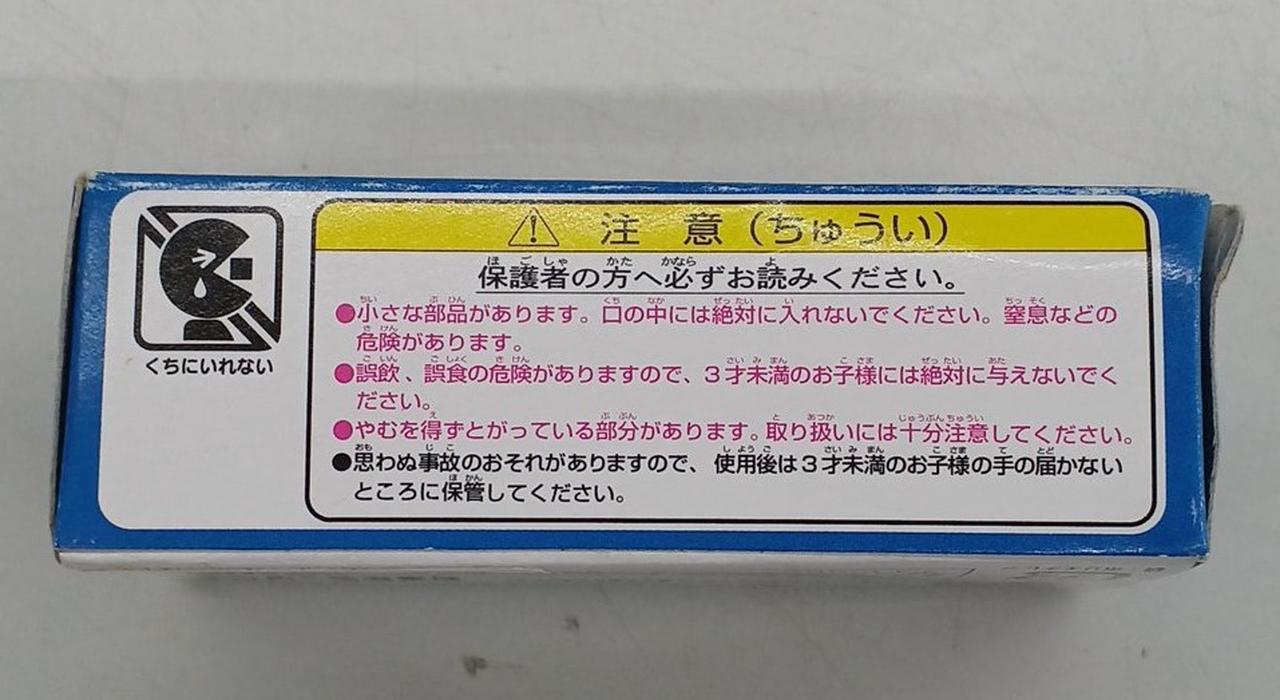 くちにいれない
注 意（ちゅうい）
保護者の方へ必ずお読みください。
●小さな部品があります。口の中には絶対に入れないでください。窒息などの
危険があります。
●誤飲、誤食の危険がありますので、３才未満のお子様には絶対に与えないでく
ださい。
●やむを得ずとがっている部分があります。取り扱いには十分注意してください。
●思わぬ事故のおそれがありますので、使用後は３才未満のお子様の手の届かない
ところに保管してください。